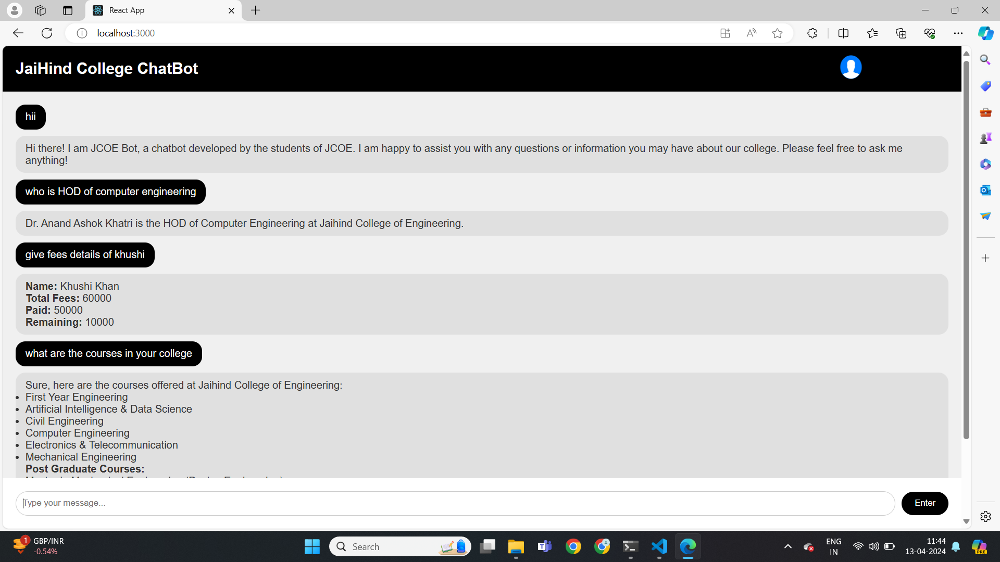 React App
localhost:3000
JaiHind College ChatBot
hii
Hi there! I am JCOE Bot, a chatbot developed by the students of JCOE. I am happy to assist you with any questions or information you may have about our college. Please feel free to ask me
anything!
who is HOD of computer engineering
Dr. Anand Ashok Khatri is the HOD of Computer Engineering at Jaihind College of Engineering.
give fees details of khushi
Name: Khushi Khan
Total Fees: 60000
Paid: 50000
Remaining: 10000
what are the courses in your college
Sure, here are the courses offered at Jaihind College of Engineering:
• First Year Engineering
• Artificial Intelligence & Data Science
• Civil Engineering
• Computer Engineering
• Electronics & Telecommunication
• Mechanical Engineering
Post Graduate Courses:
Type your message...
Enter
1
GBP/INR
-0.54%
Search
ENG
IN
11:44
13-04-2024
PRE